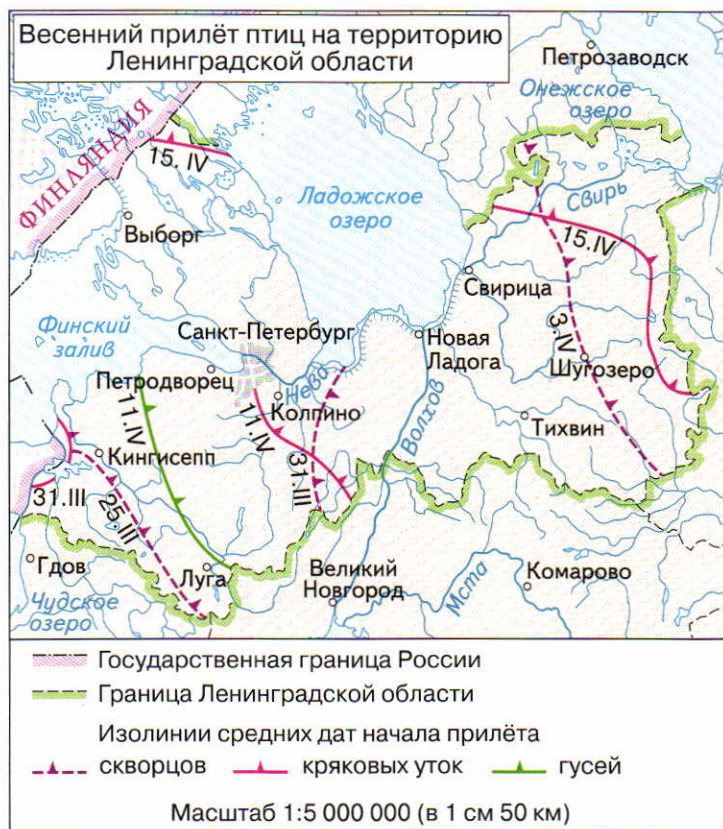 Весенний прилёт птиц на территорию
Ленинградской области
Петрозаводск
Онежское
озеро
ФИНЛЯНДИЯ
15. IV
Ладожское
озеро
Свирь
Выборг
15.IV
Свирица
Финский
залив
Санкт-Петербург
Новая
Ладога
3.IV
Шугозеро
Петродворец
Нева
Колпино
11.IV
11.IV
Волхов
Тихвин
Кингисепп
31.III
31.III
25.III
Гдов
Луга
Великий
Новгород
Мста
Комарово
Чудское
озеро
Государственная граница России
Граница Ленинградской области
Изолинии средних дат начала прилёта
скворцов
кряковых уток
гусей
Масштаб 1:5 000 000 (в 1 см 50 км)